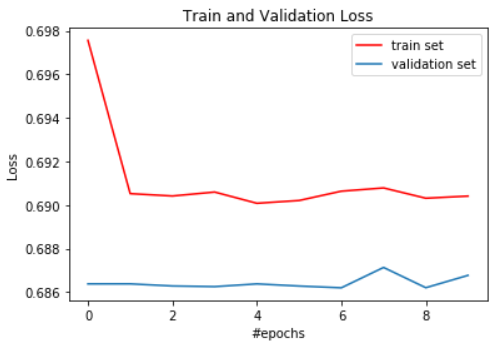 Train and Validation Loss
0.698
0.696
0.694
0.692
0.690
0.688
0.686
Loss
train set
validation set
0 2 4 6 8
#epochs